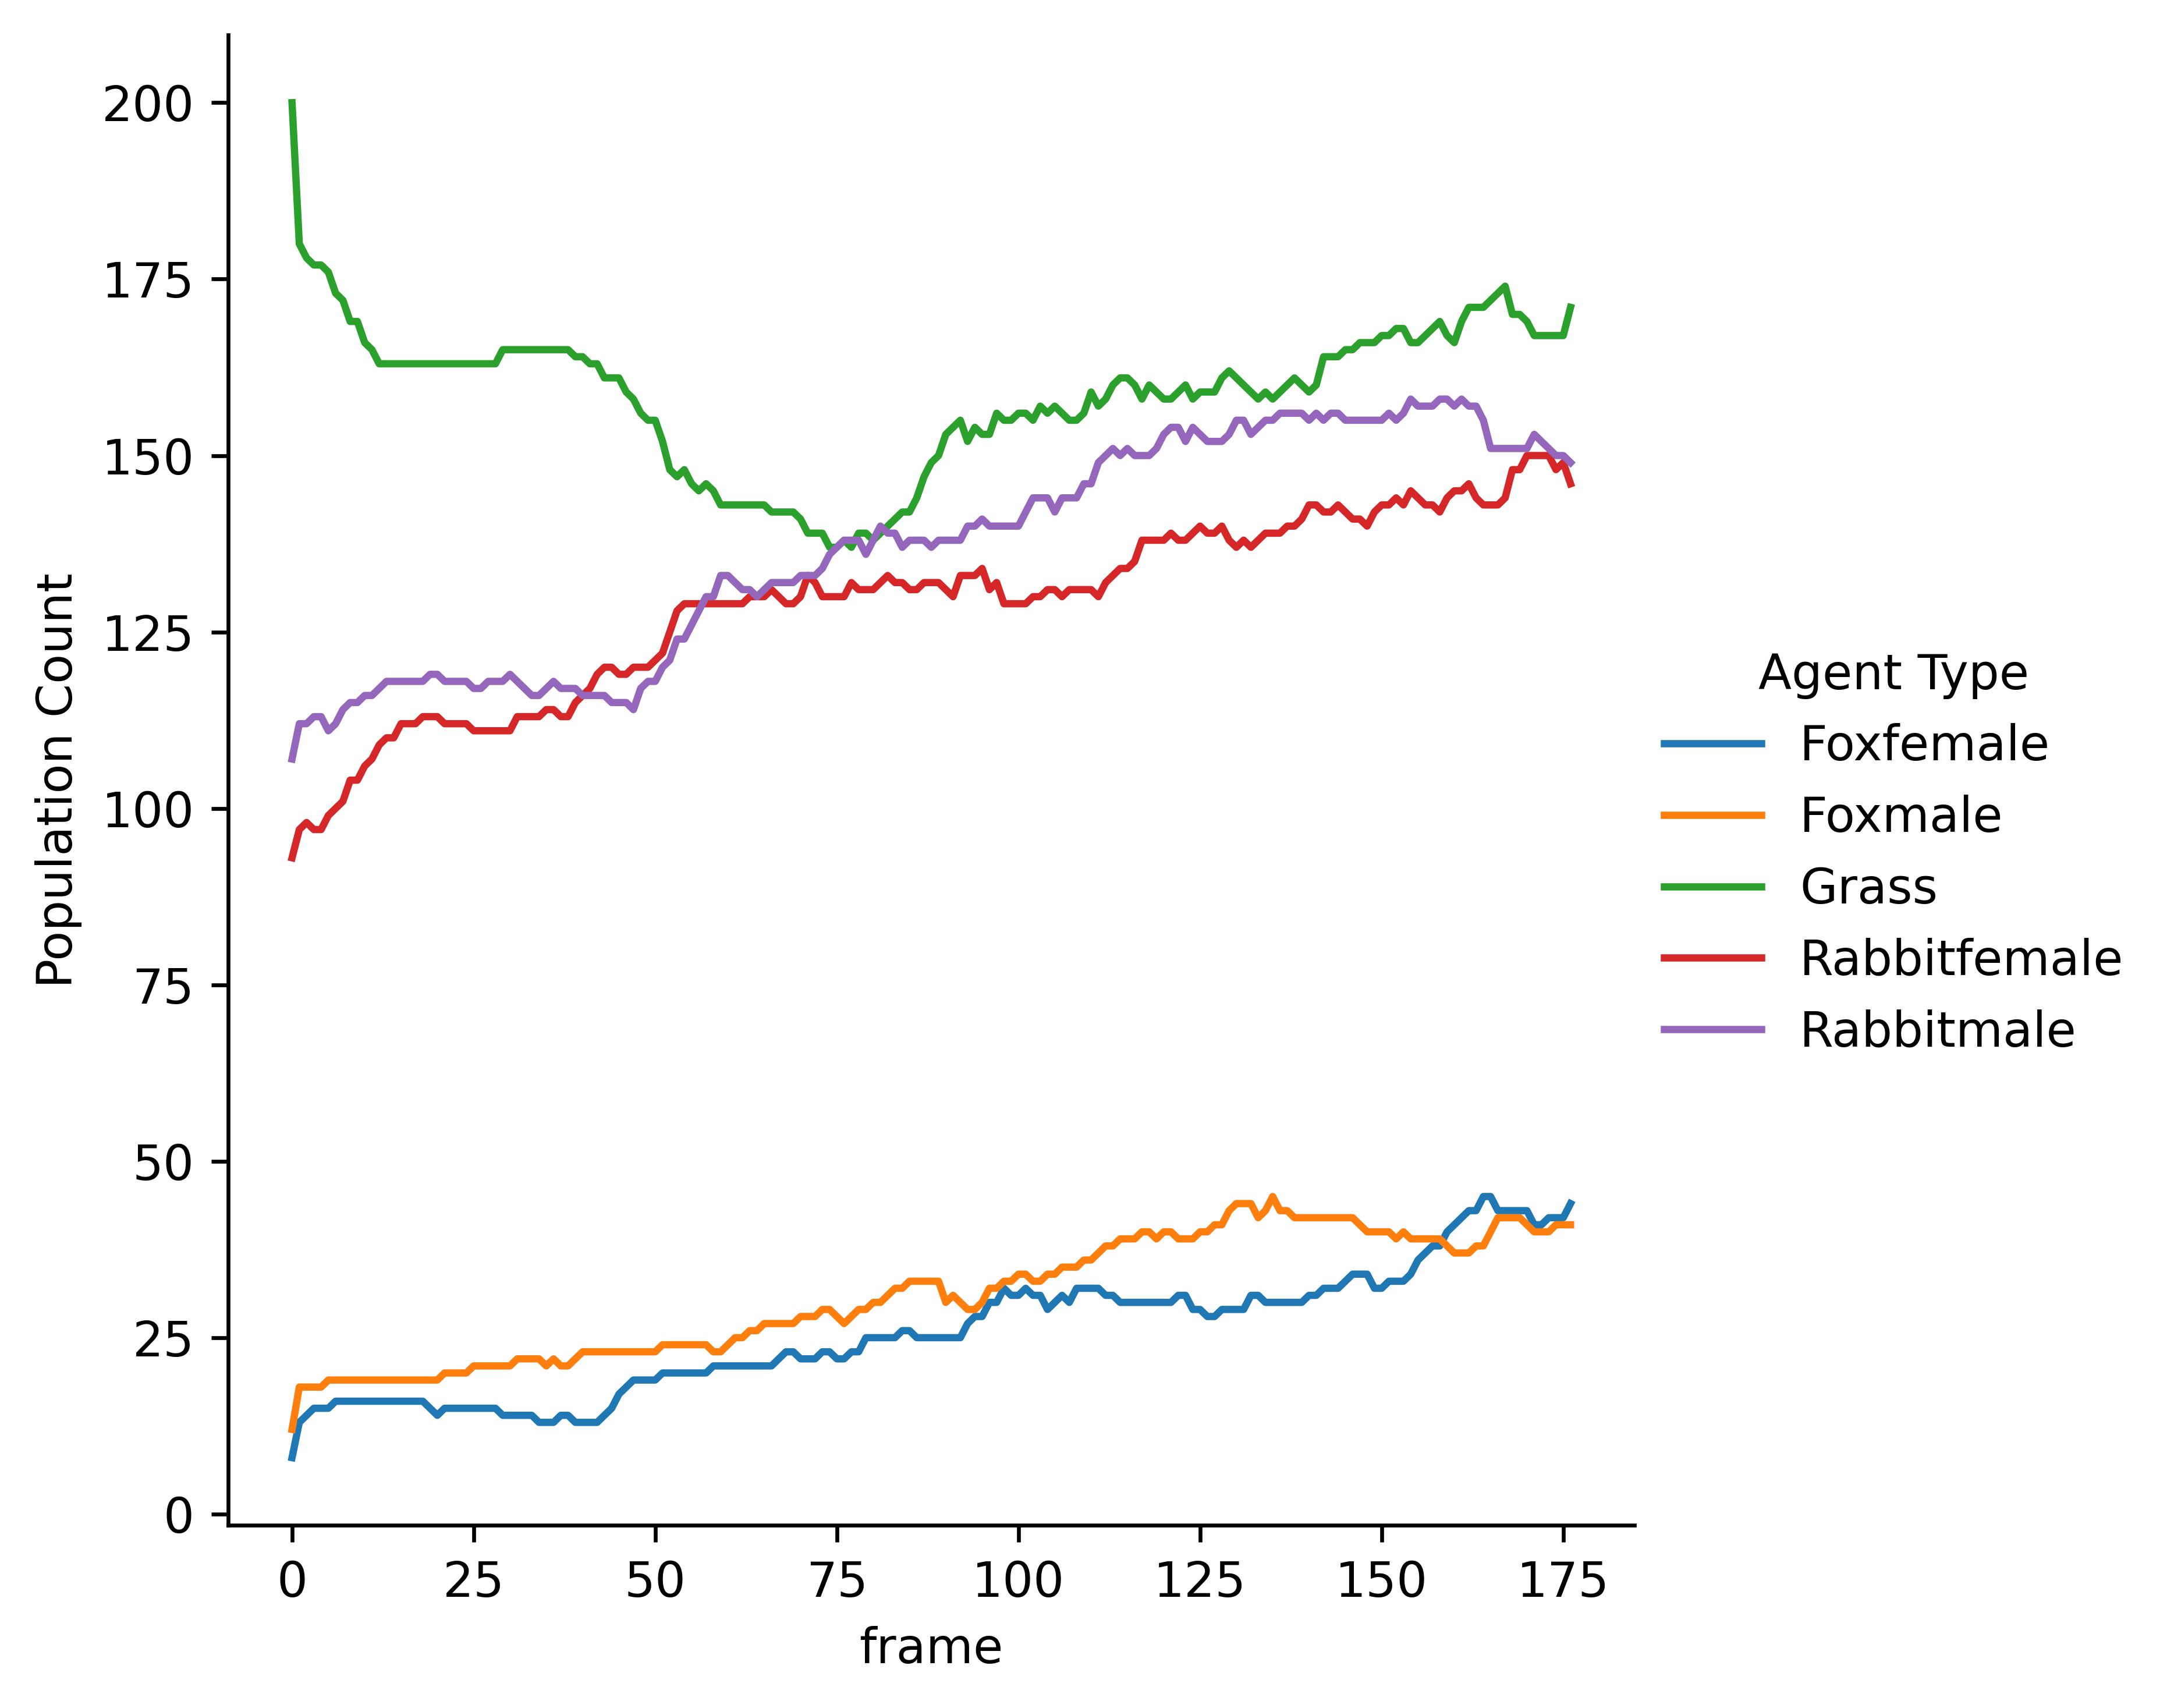 Population Count
200
175
150
125
100
75
50
25
0
0 25 50 75 100 125 150 175
frame
Agent Type
Foxfemale
Foxmale
Grass
Rabbitfemale
Rabbitmale